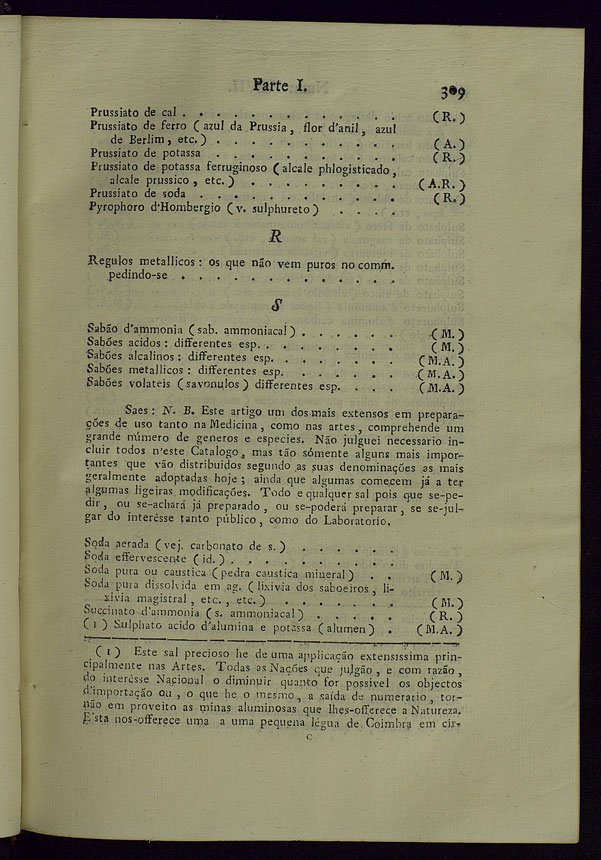 Parte I. 309
Prussiato de cal . . . . . . . . . . . . (R.)
Prussiato de ferro (azul da Prussia, flor d'anil, azul
de Berlim, etc.) . . . . . . . . . . . (A.)
Prussiato de potassa . . . . . . . . . . (R.)
Prussiato de potassa ferruginoso (alcale phlogisticado,
alcale prussico, etc.) . . . . . . . . (A.R.)
Prussiato de soda . . . . . . . . . . . (R.)
Pyrophoro d'Hombergio (v. sulphureto) . . . .
R
Regulos metallicos: os que não vem puros no comm.
pedindo-se . . . . . . . . . . . . .
S
Sabão d'ammonia (sab. ammoniacal) . . . . . . (M.)
Sabões acidos: differentes esp. . . . . . . . . (M.)
Sabões alcalinos: differentes esp. . . . . . . (M.A.)
Sabões metallicos: differentes esp. . . . . . . (M.A.)
Sabões volateis (savonulos) differentes esp. . . . (M.A.)
Saes: N. B. Este artigo um dos mais extensos em prepara-
ções de uso tanto na Medicina, como nas artes, comprehende um
grande número de generos e especies. Não julguei necessario in-
cluir todos n'este Catalogo, mas tão sómente alguns mais impor-
tantes que vão distribuidos segundo as suas denominações as mais
geralmente adoptadas hoje; ainda que algumas comecem já a ter
algumas ligeiras modificações. Todo e qualquer sal pois que se-pe-
dir, ou se-achará já preparado, ou se-poderá preparar, se se-jul-
gar do interésse tanto público, como do Laboratorio.
Soda aerada (vej. carbonato de s.) . . . . . .
Soda effervescente (id.) . . . . . . . . . .
Soda pura ou caustica (pedra caustica mineral) . . (M.)
Soda pura dissolvida em ag. (lixivia dos saboeiros, li-
xivia magistral, etc., etc.) . . . . . . . (M.)
Succinato d'ammonia (s. ammoniacal) . . . . . (R.)
(1) Sulphato acido d'alumina e potassa (alumen) . (M.A.)
(1) Este sal precioso he de uma applicação extensissima prin-
cipalmente nas Artes. Todas as Nações que julgão, e com razão,
do interésse Nacional o diminuir quanto for possivel os objectos
d'importação ou, o que he o mesmo, a saída de numerario, tor-
não em proveito as minas aluminosas que lhes-offerece a Natureza.
Esta nos-offerece uma a uma pequena légua de Coimbra em cir-
c